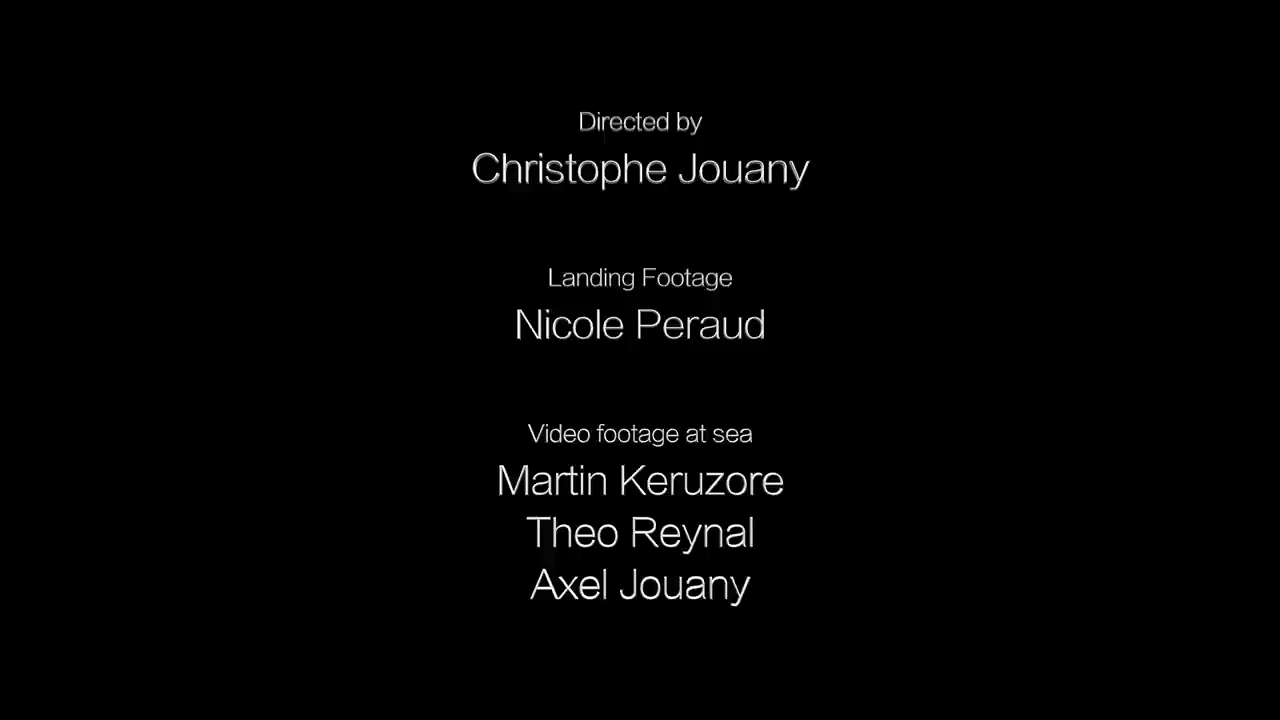 Directed by
Christophe Jouany
Landing Footage
Nicole Peraud
Video footage at sea
Martin Keruzore
Theo Reynal
Axel Jouany